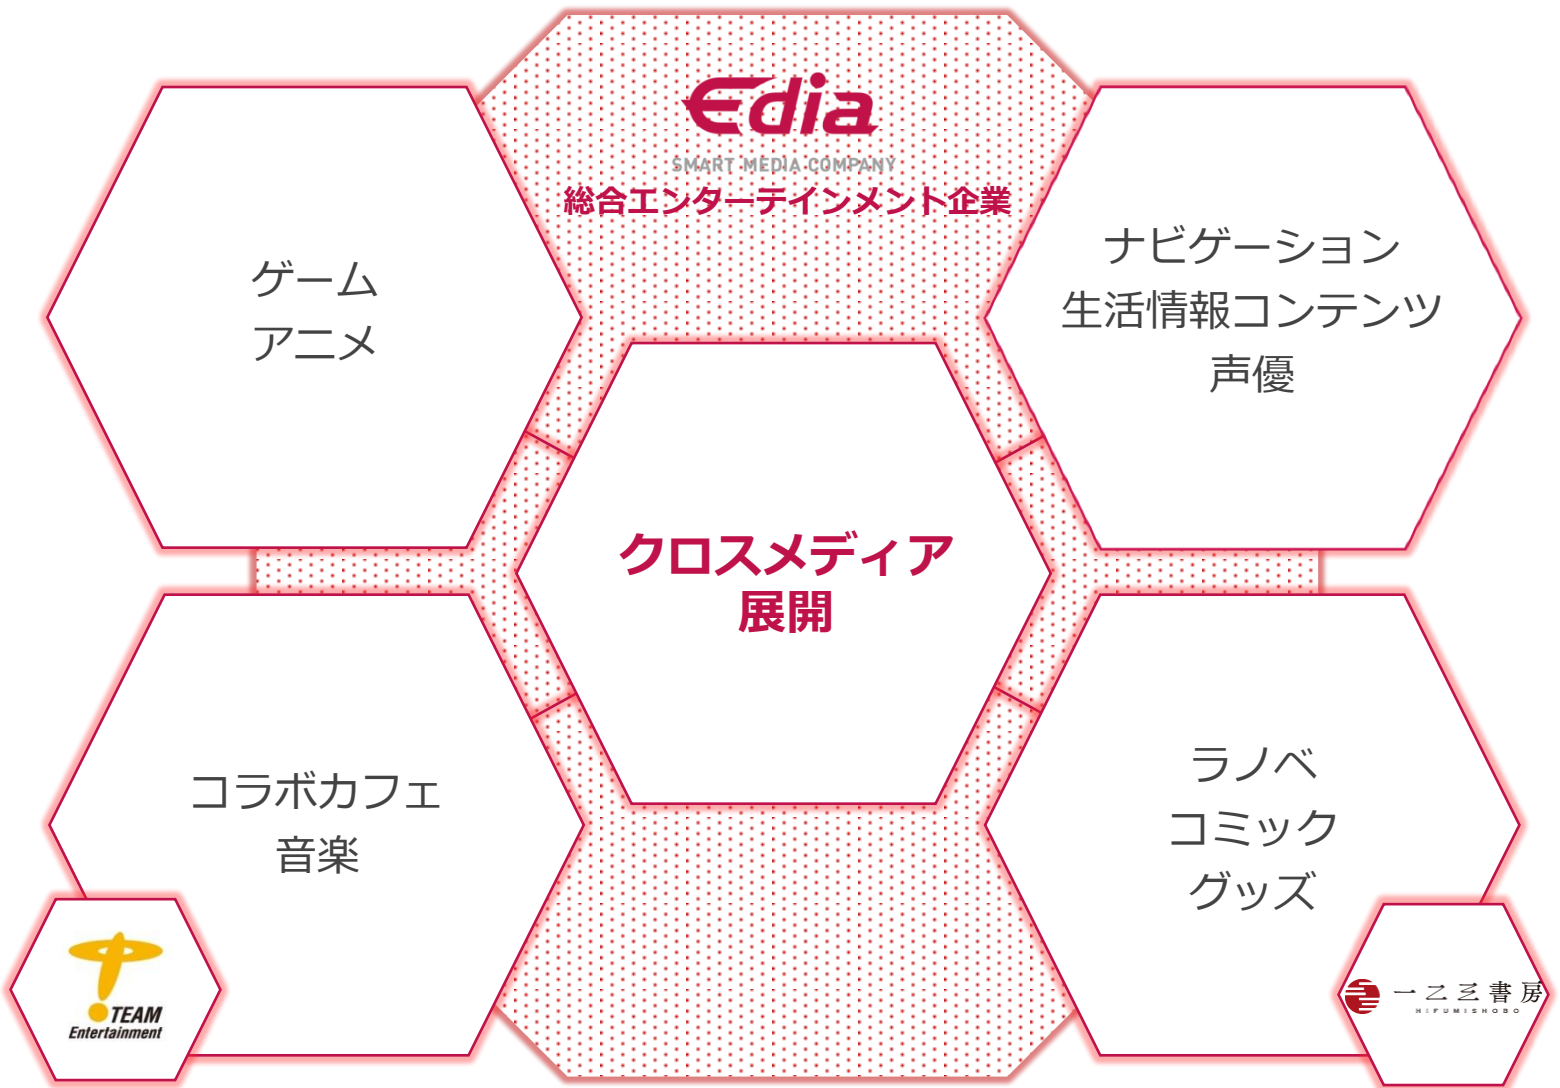 Edia
SMART MEDIA COMPANY
総合エンターテインメント企業
ゲーム
アニメ
ナビゲーション
生活情報コンテンツ
声優
クロスメディア
展開
コラボカフェ
音楽
ラノベ
コミック
グッズ
TEAM
Entertainment
一二三書房
HIFUMISHOBO